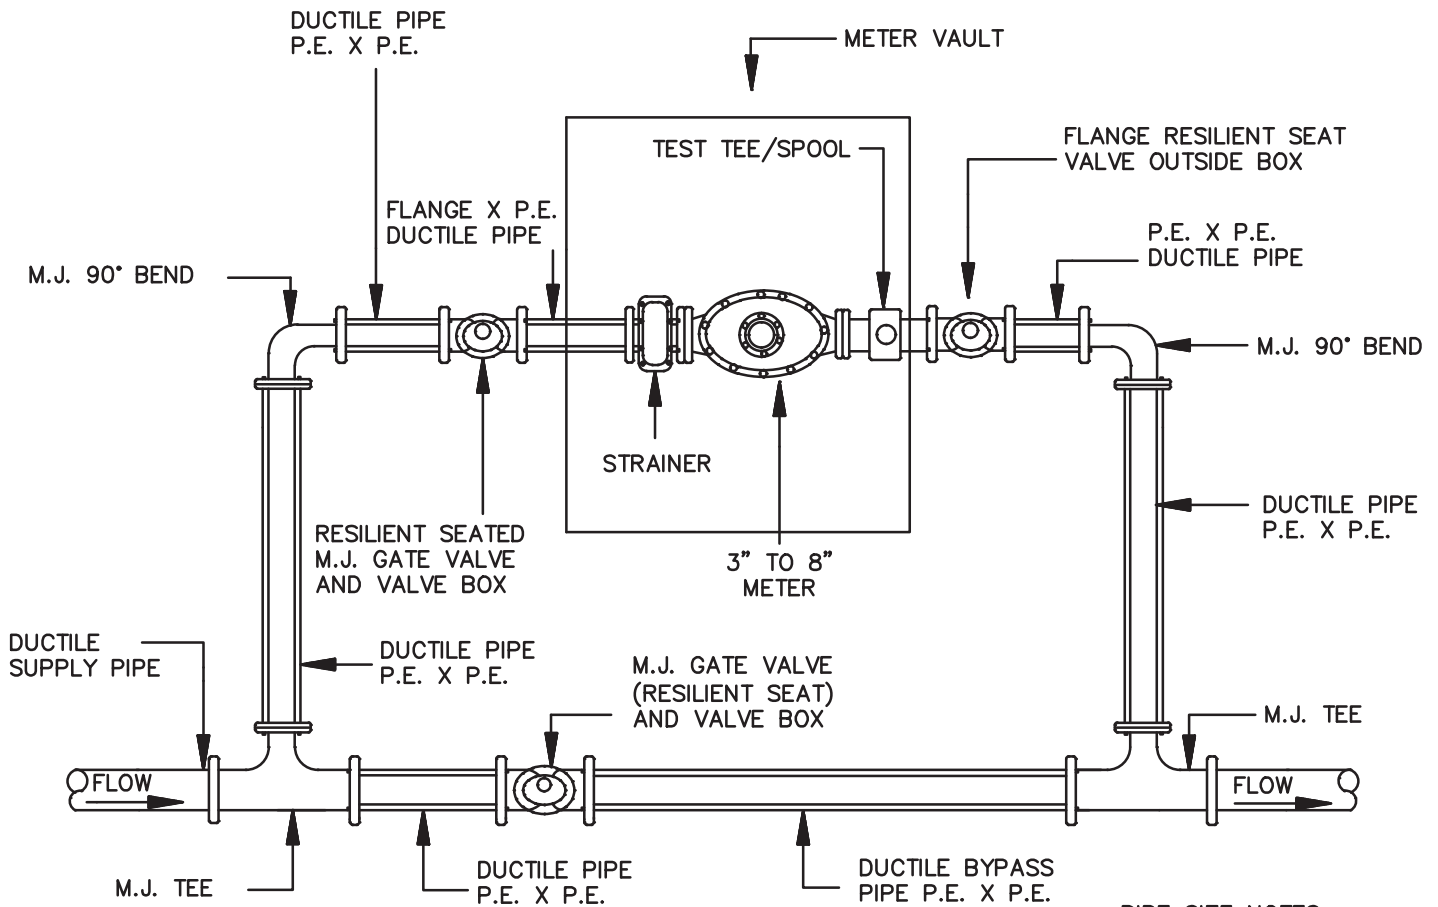 DUCTILE PIPE
P.E. X P.E.
METER VAULT
TEST TEE/SPOOL
FLANGE RESILIENT SEAT
VALVE OUTSIDE BOX
FLANGE X P.E.
DUCTILE PIPE
P.E. X P.E.
DUCTILE PIPE
M.J. 90° BEND
M.J. 90° BEND
STRAINER
DUCTILE PIPE
P.E. X P.E.
RESILIENT SEATED
M.J. GATE VALVE
AND VALVE BOX
3" TO 8"
METER
DUCTILE
SUPPLY PIPE
DUCTILE PIPE
P.E. X P.E.
M.J. GATE VALVE
(RESILIENT SEAT)
AND VALVE BOX
M.J. TEE
FLOW
FLOW
M.J. TEE
DUCTILE PIPE
P.E. X P.E.
DUCTILE BYPASS
PIPE P.E. X P.E.